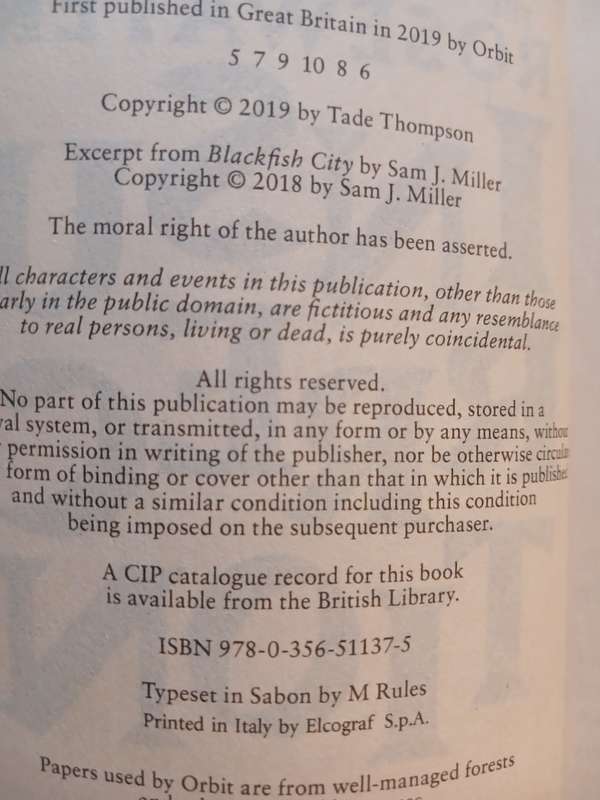 First published in Great Britain in 2019 by Orbit
5 7 9 10 8 6
Copyright © 2019 by Tade Thompson
Excerpt from Blackfish City by Sam J. Miller
Copyright © 2018 by Sam J. Miller
The moral right of the author has been asserted.
ll characters and events in this publication, other than those
arly in the public domain, are fictitious and any resemblance
to real persons, living or dead, is purely coincidental.
All rights reserved.
No part of this publication may be reproduced, stored in a
val system, or transmitted, in any form or by any means, without
permission in writing of the publisher, nor be otherwise circula
form of binding or cover other than that in which it is published
and without a similar condition including this condition
being imposed on the subsequent purchaser.
A CIP catalogue record for this book
is available from the British Library.
ISBN 978-0-356-51137-5
Typeset in Sabon by M Rules
Printed in Italy by Elcograf S.p.A.
Papers used by Orbit are from well-managed forests